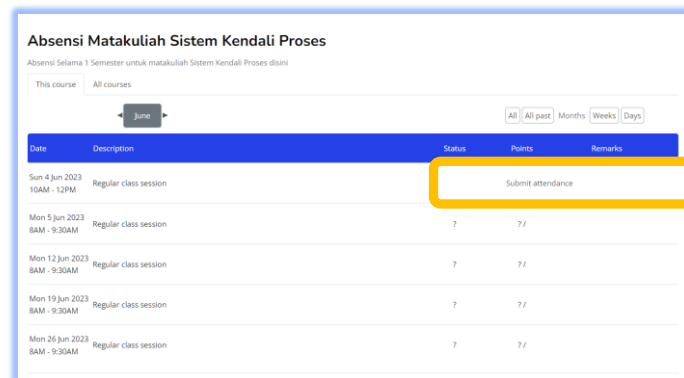 Absensi Matakuliah Sistem Kendali Proses
Absensi Selama 1 Semester untuk matakuliah Sistem Kendali Proses disini
This course All courses
◄ June ► All All past Months Weeks Days
Date Description Status Points Remarks
Sun 4 Jun 2023
10AM - 12PM Regular class session Submit attendance
Mon 5 Jun 2023
8AM - 9:30AM Regular class session ? ? /
Mon 12 Jun 2023
8AM - 9:30AM Regular class session ? ? /
Mon 19 Jun 2023
8AM - 9:30AM Regular class session ? ? /
Mon 26 Jun 2023
8AM - 9:30AM Regular class session ? ? /